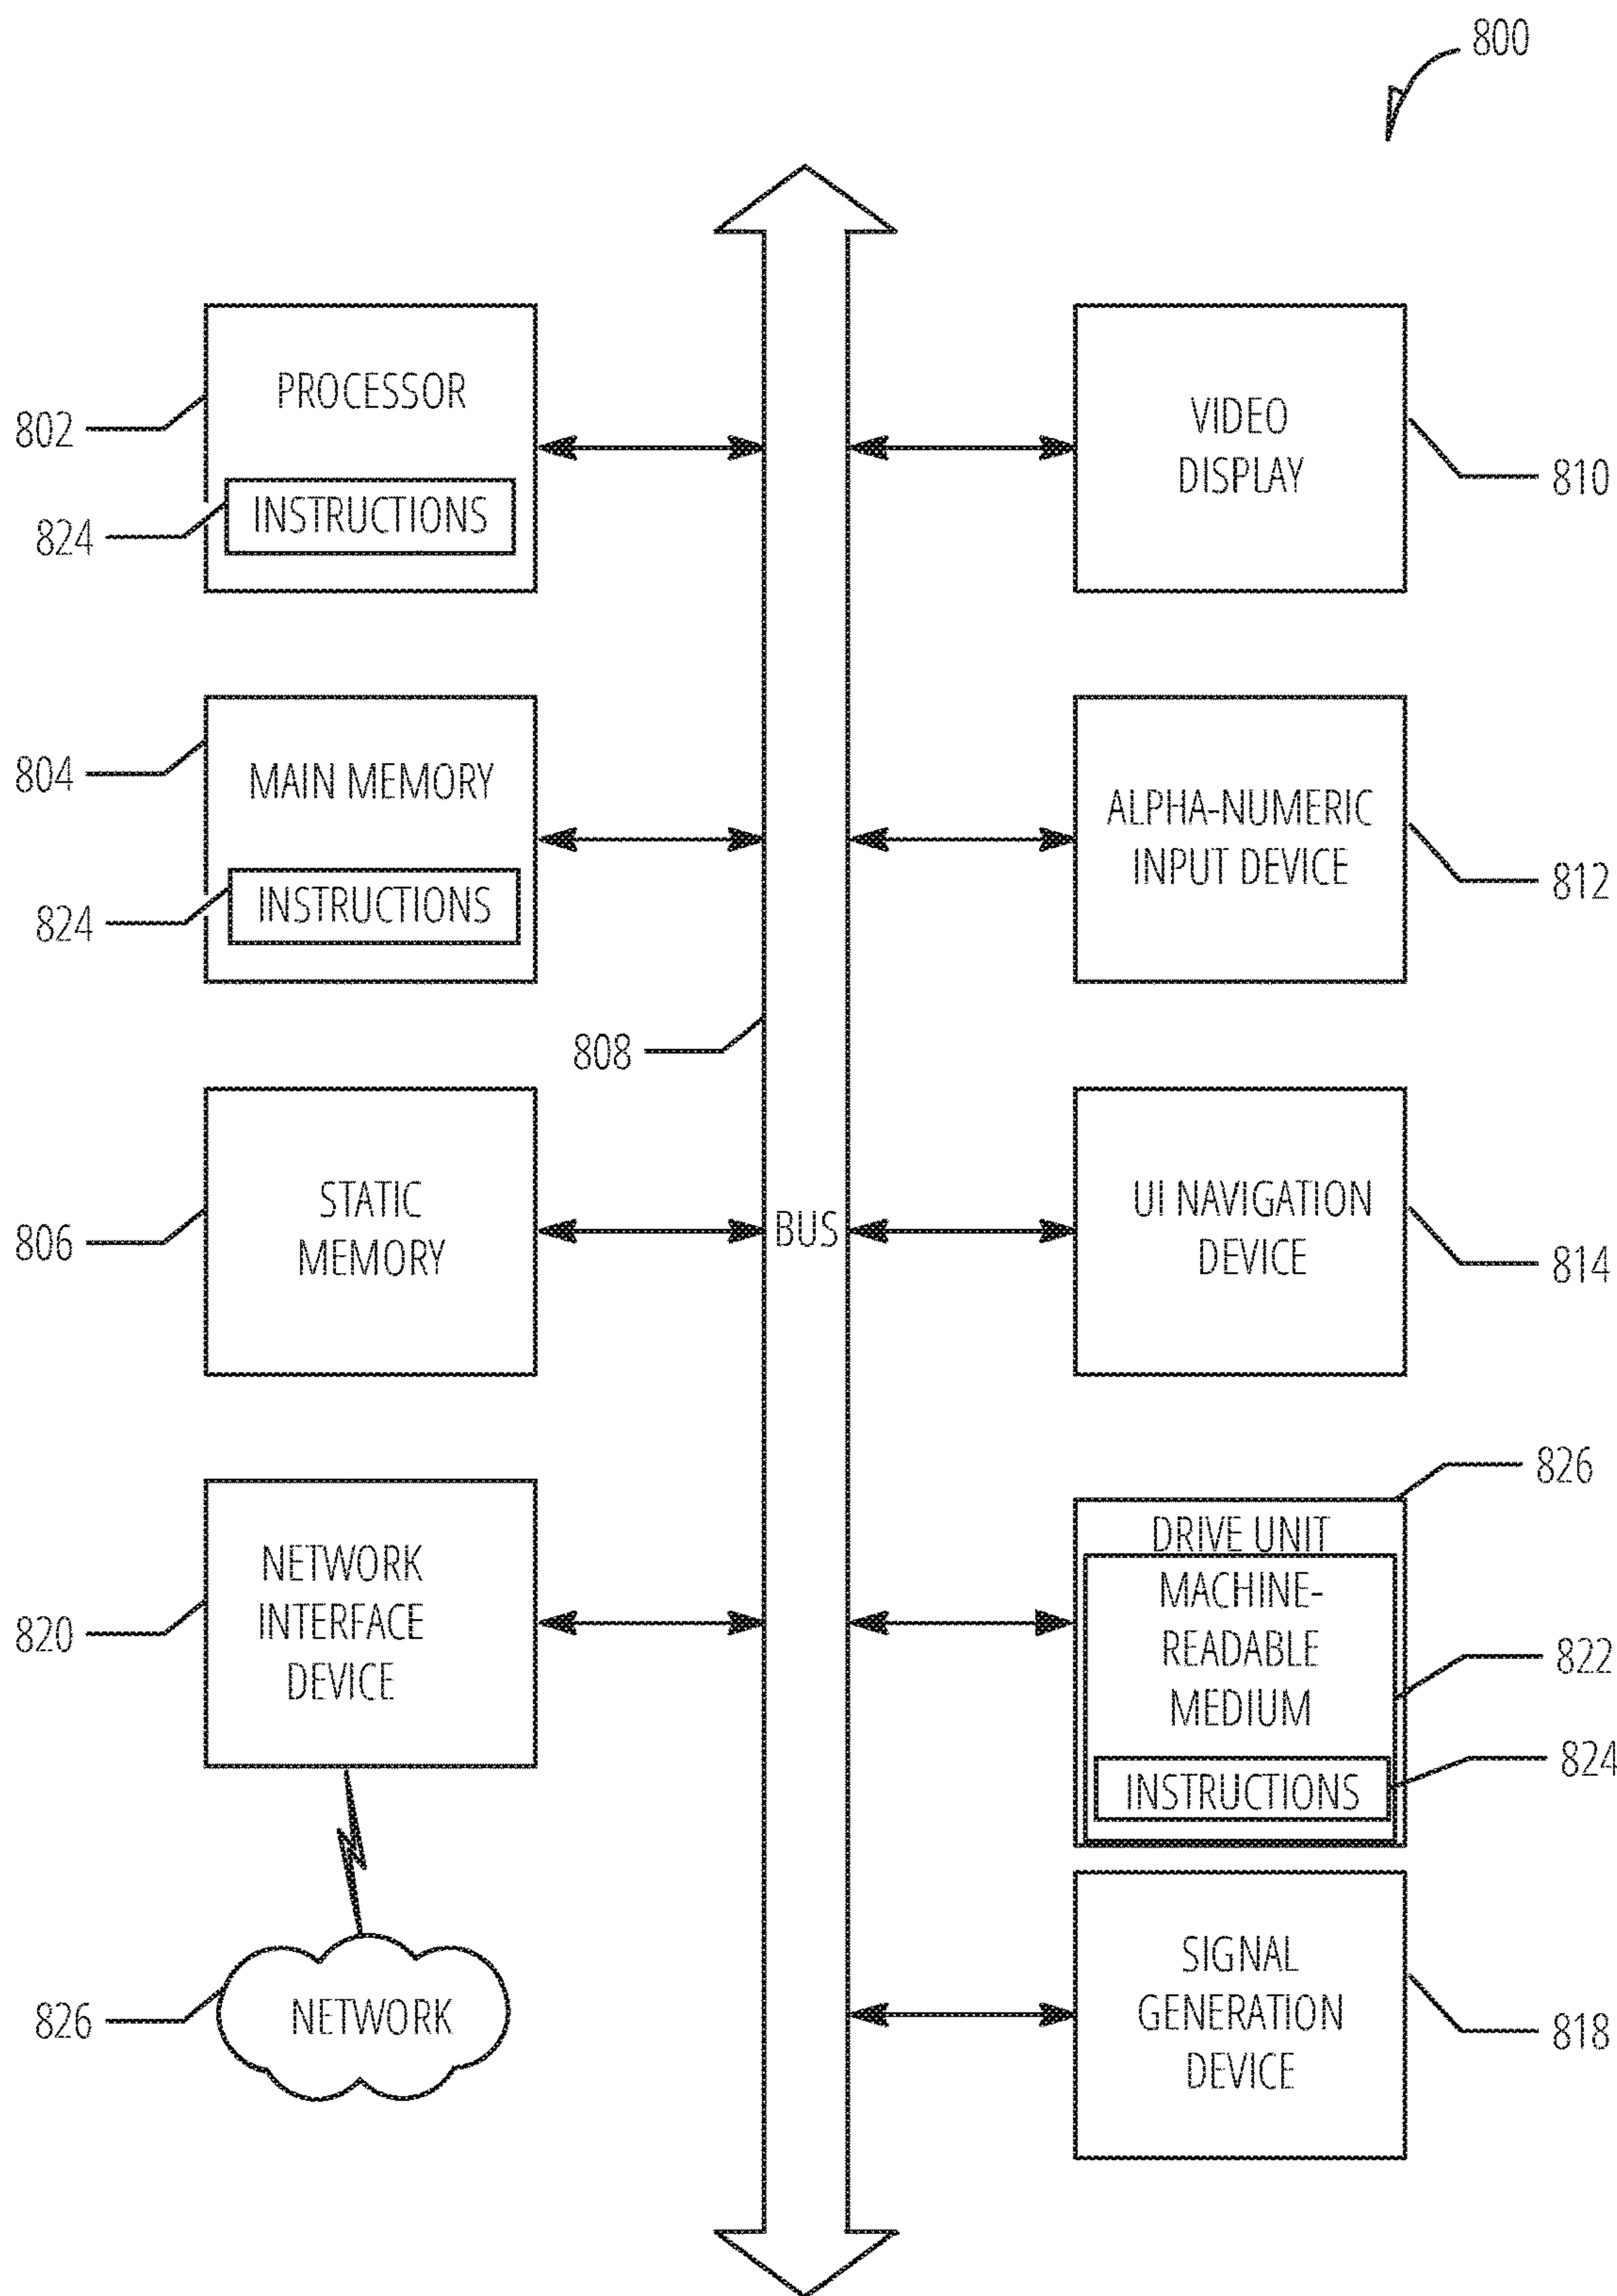 800
PROCESSOR
802
INSTRUCTIONS
824
VIDEO
DISPLAY
810
MAIN MEMORY
804
INSTRUCTIONS
824
ALPHA-NUMERIC
INPUT DEVICE
812
808
STATIC
MEMORY
806
BUS
UI NAVIGATION
DEVICE
814
NETWORK
INTERFACE
DEVICE
820
826
DRIVE UNIT
MACHINE-
READABLE
MEDIUM
822
INSTRUCTIONS
824
NETWORK
826
SIGNAL
GENERATION
DEVICE
818